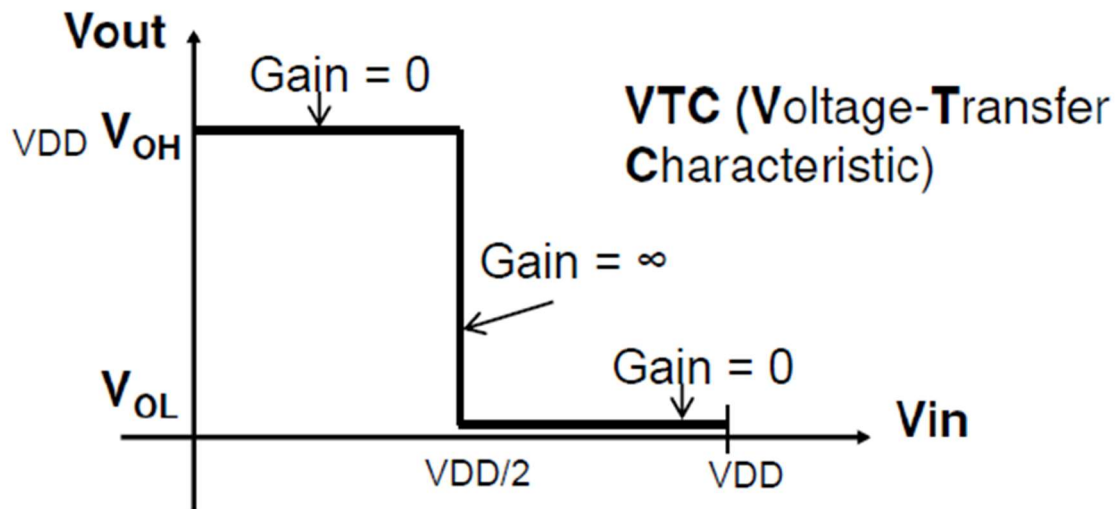 Vout
Gain = 0
VTC (Voltage-Transfer
Characteristic)
VDD VOH
Gain = ∞
Gain = 0
VOL
Vin
VDD/2
VDD